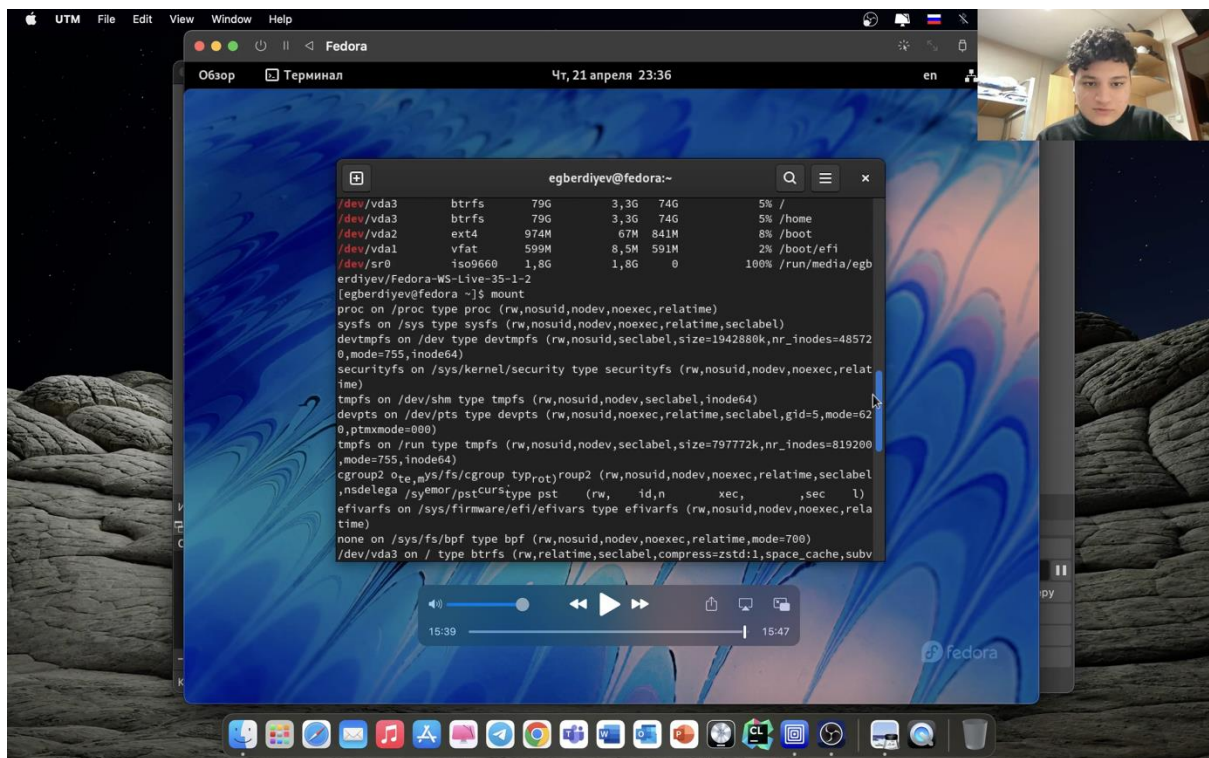 UTM File Edit View Window Help
Fedora
Обзор Терминал Чт, 21 апреля 23:36 en
egberdiyev@fedora:~
/dev/vda3 btrfs 79G 3,3G 74G 5% /
/dev/vda3 btrfs 79G 3,3G 74G 5% /home
/dev/vda2 ext4 974M 67M 841M 8% /boot
/dev/vda1 vfat 599M 8,5M 591M 2% /boot/efi
/dev/sr0 iso9660 1,8G 1,8G 0 100% /run/media/egb
erdiyev/Fedora-WS-Live-35-1-2
[egberdiyev@fedora ~]$ mount
proc on /proc type proc (rw,nosuid,nodev,noexec,relatime)
sysfs on /sys type sysfs (rw,nosuid,nodev,noexec,relatime,seclabel)
devtmpfs on /dev type devtmpfs (rw,nosuid,seclabel,size=1942880k,nr_inodes=48572
0,mode=755,inode64)
securityfs on /sys/kernel/security type securityfs (rw,nosuid,nodev,noexec,relat
ime)
tmpfs on /dev/shm type tmpfs (rw,nosuid,nodev,seclabel,inode64)
devpts on /dev/pts type devpts (rw,nosuid,noexec,relatime,seclabel,gid=5,mode=62
0,ptmxmode=000)
tmpfs on /run type tmpfs (rw,nosuid,nodev,seclabel,size=797772k,nr_inodes=819200
,mode=755,inode64)
cgroup2 (rw,nosuid,nodev,noexec,relatime,seclabel
,nsdelega type (rw,
efivarfs on /sys/firmware/efi/efivars type efivarfs (rw,nosuid,nodev,noexec,rela
time)
none on /sys/fs/bpf type bpf (rw,nosuid,nodev,noexec,relatime,mode=700)
/dev/vda3 on / type btrfs (rw,relatime,seclabel,compress=zstd:1,space_cache,subv
15:39 15:47
fedora